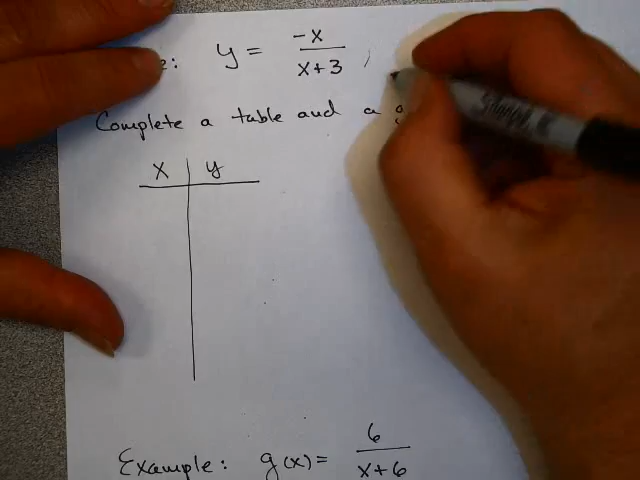 y = -x / x+3
Complete a table and a
x y
Example: g(x) = 6 / x+6